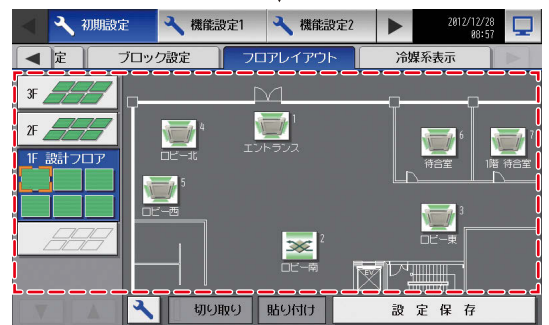 初期設定 機能設定1 機能設定2 2012/12/28
08:57
定 ブロック設定 フロアレイアウト 冷媒系表示
3F
2F
1F 設計フロア
4
ロビー北
1
エントランス
6
待合室
7
1階 待合室
5
ロビー西
3
ロビー東
2
ロビー南
EV
切り取り 貼り付け 設定保存